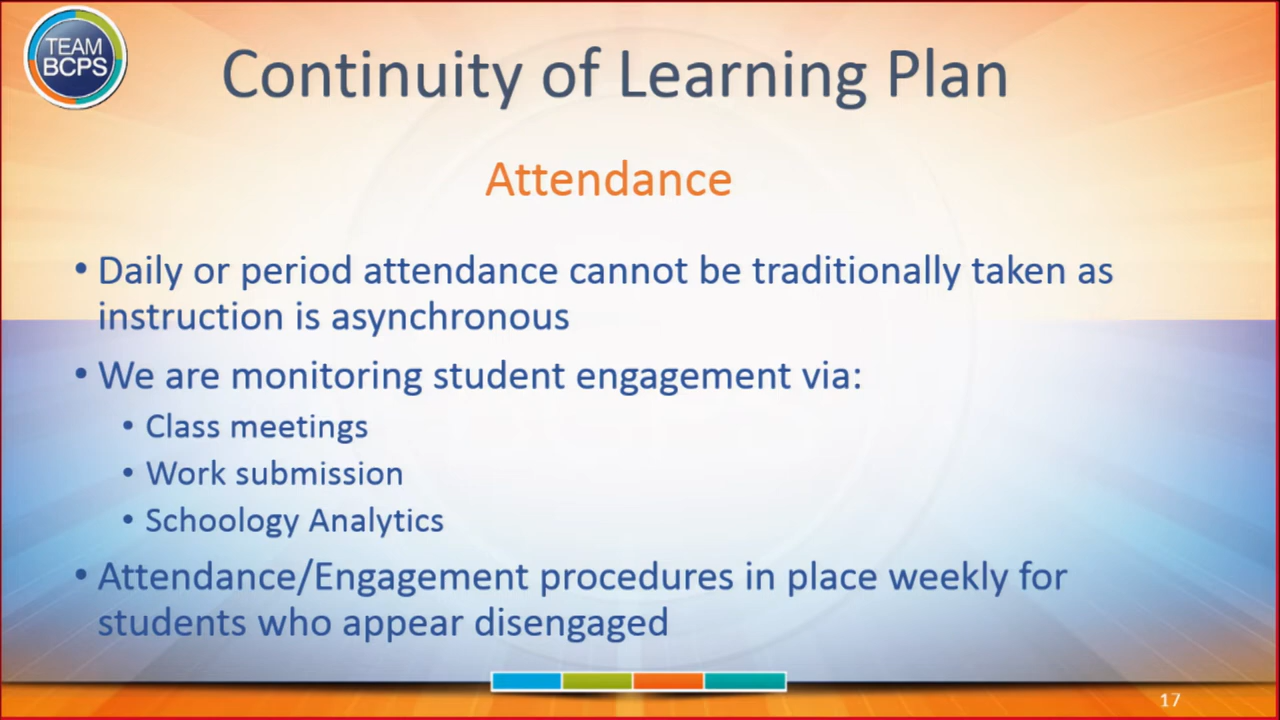 TEAM
BCPS
Continuity of Learning Plan
Attendance
• Daily or period attendance cannot be traditionally taken as
instruction is asynchronous
• We are monitoring student engagement via:
• Class meetings
• Work submission
• Schoology Analytics
• Attendance/Engagement procedures in place weekly for
students who appear disengaged
17